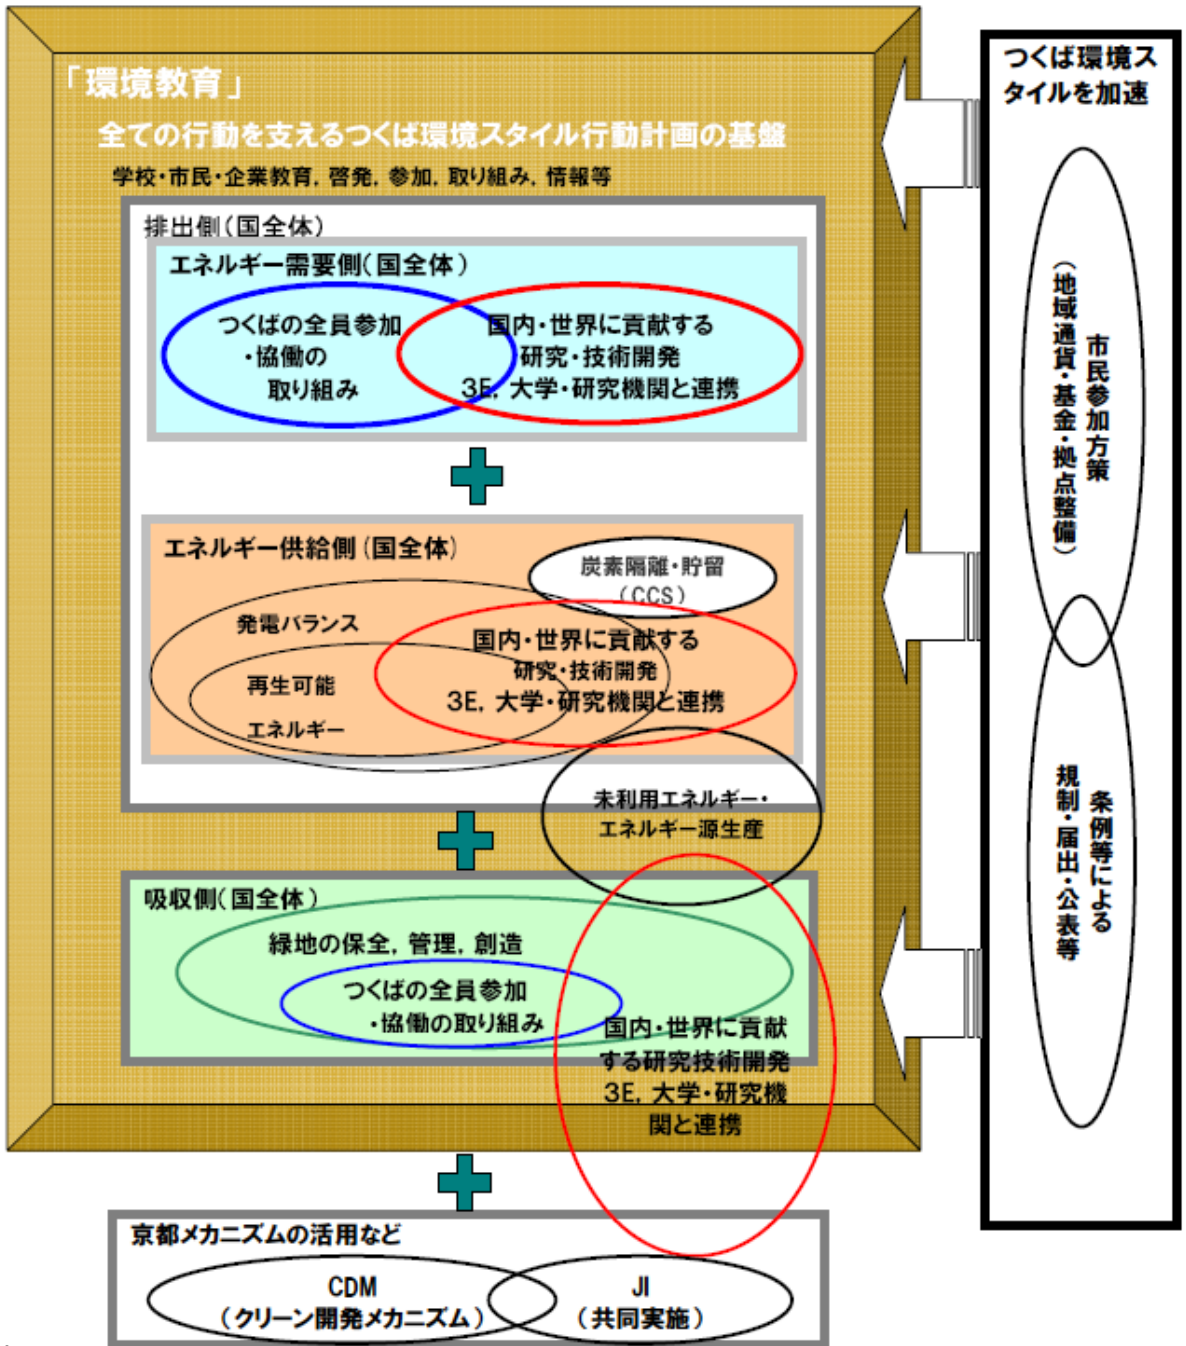 「環境教育」
全ての行動を支えるつくば環境スタイル行動計画の基盤
学校・市民・企業教育，啓発，参加，取り組み，情報等
排出側（国全体）
エネルギー需要側（国全体）
つくばの全員参加
・協働の
取り組み
国内・世界に貢献する
研究・技術開発
3E，大学・研究機関と連携
エネルギー供給側（国全体）
炭素隔離・貯留
（CCS）
発電バランス
再生可能
エネルギー
国内・世界に貢献する
研究・技術開発
3E，大学・研究機関と連携
未利用エネルギー・
エネルギー源生産
吸収側（国全体）
緑地の保全，管理，創造
つくばの全員参加
・協働の取り組み
国内・世界に貢献
する研究技術開発
3E，大学・研究機
関と連携
京都メカニズムの活用など
CDM
（クリーン開発メカニズム）
JI
（共同実施）
つくば環境ス
タイルを加速
市民参加方策
（地域通貨・基金・拠点整備）
条例等による
規制・届出・公表等